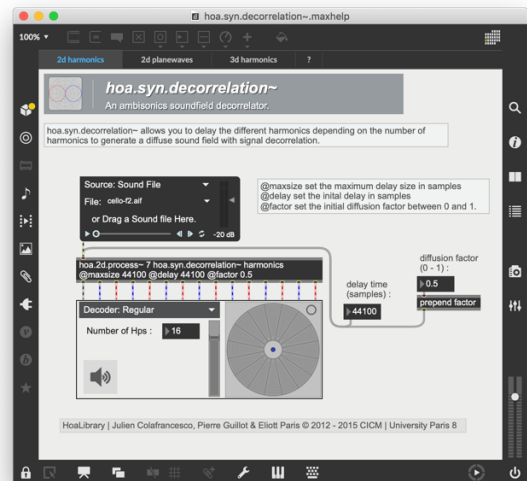 hoa.syn.decorrelation~.maxhelp
100%
2d harmonics
2d planewaves
3d harmonics
?
hoa.syn.decorrelation~
An ambisonics soundfield decorrelator.
hoa.syn.decorrelation~ allows you to delay the different harmonics depending on the number of
harmonics to generate a diffuse sound field with signal decorrelation.
Source: Sound File
File: cello-f2.aif
or Drag a Sound file Here.
-20 dB
@maxsize set the maximum delay size in samples
@delay set the inital delay in samples
@factor set the iniitial diffusion factor between 0 and 1.
hoa.2d.process~ 7 hoa.syn.decorrelation~ harmonics
@maxsize 44100 @delay 44100 @factor 0.5
diffusion factor
(0 - 1) :
0.5
prepend factor
delay time
(samples) :
44100
Decoder: Regular
Number of Hps :
16
HoaLibrary | Julien Colafrancesco, Pierre Guillot & Eliott Paris © 2012 - 2015 CICM | University Paris 8